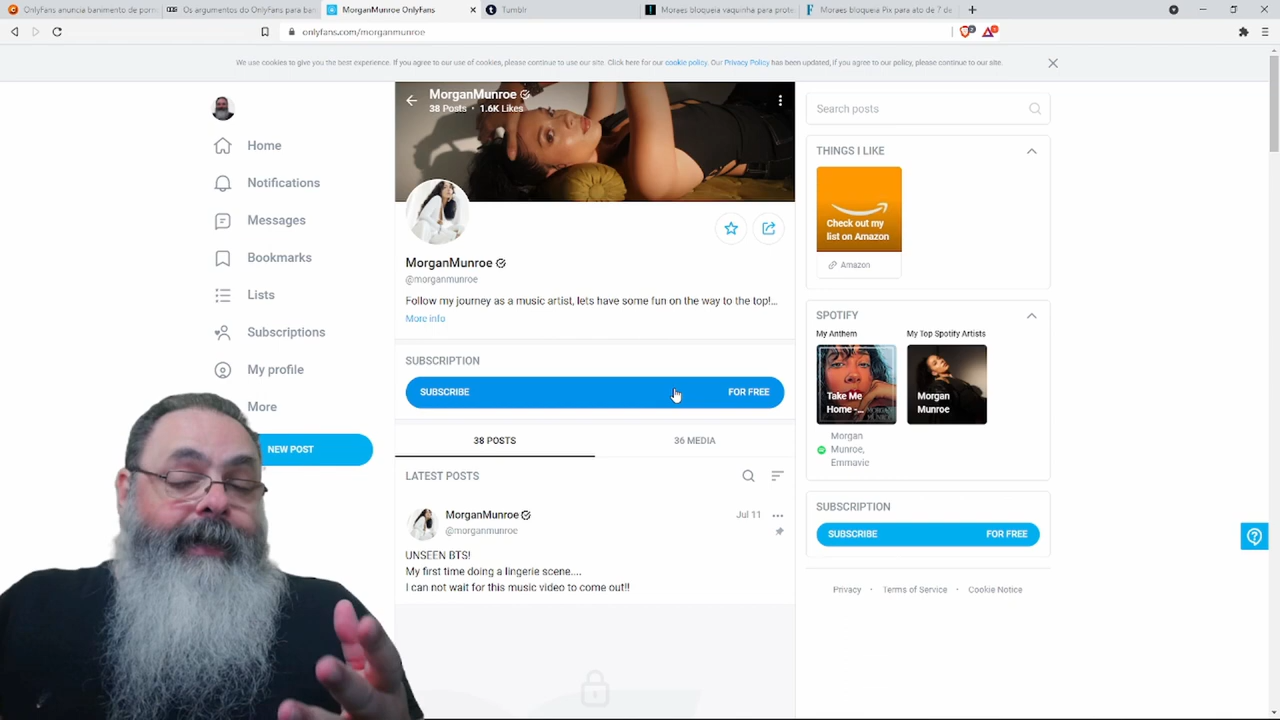 OnlyFans anuncia banimento de porn
Os argumentos do OnlyFans para ban
MorganMunroe OnlyFans
Tumblr
Moraes bloqueia vaquinha para prote
Moraes bloqueia Pix para ato de 7 de
onlyfans.com/morganmunroe
We use cookies to give you the best experience. If you agree to our use of cookies, please continue to use our site. Click here for our cookie policy. Our Privacy Policy has been updated, if you agree to our policy, please continue to our site.
MorganMunroe
38 Posts · 1.6K Likes
Home
Notifications
Messages
Bookmarks
Lists
Subscriptions
My profile
More
NEW POST
MorganMunroe
@morganmunroe
Follow my journey as a music artist, lets have some fun on the way to the top!...
More info
SUBSCRIPTION
SUBSCRIBE FOR FREE
38 POSTS
36 MEDIA
LATEST POSTS
MorganMunroe
Jul 11
@morganmunroe
UNSEEN BTS!
My first time doing a lingerie scene....
I can not wait for this music video to come out!!
Search posts
THINGS I LIKE
Check out my
list on Amazon
Amazon
SPOTIFY
My Anthem
My Top Spotify Artists
Take Me
Home -...
MORGAN MUNROE
Morgan
Munroe
Morgan
Munroe,
Emmavie
SUBSCRIPTION
SUBSCRIBE FOR FREE
Privacy · Terms of Service · Cookie Notice